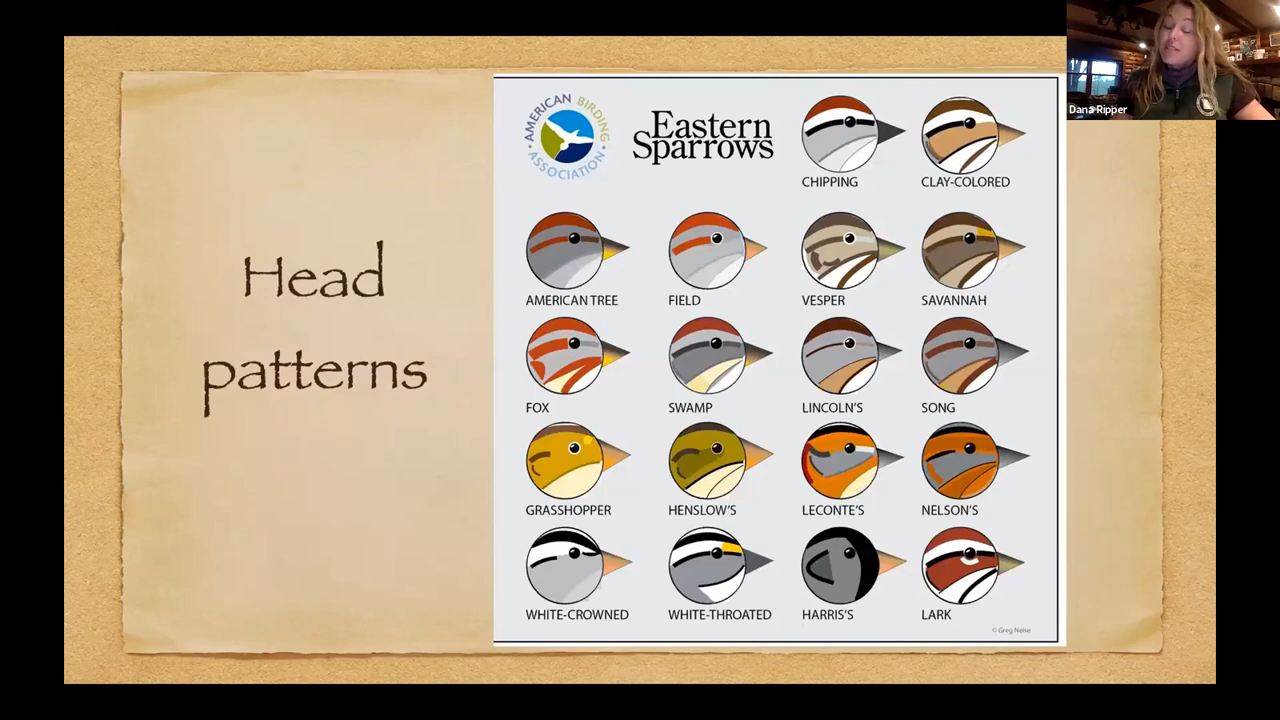 Dana Ripper
Head
patterns
AMERICAN BIRDING
ASSOCIATION
Eastern
Sparrows
CHIPPING
CLAY-COLORED
AMERICAN TREE
FIELD
VESPER
SAVANNAH
FOX
SWAMP
LINCOLN'S
SONG
GRASSHOPPER
HENSLOW'S
LECONTE'S
NELSON'S
WHITE-CROWNED
WHITE-THROATED
HARRIS'S
LARK
© Greg Neise